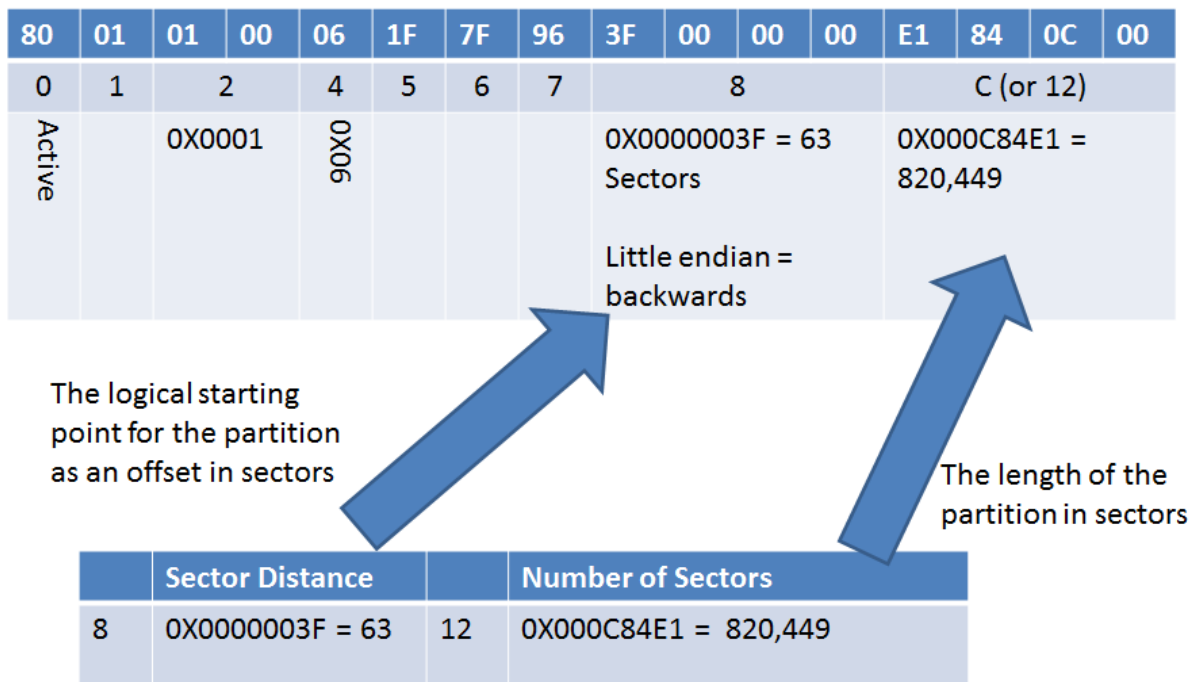 80 01 01 00 06 1F 7F 96 3F 00 00 00 E1 84 0C 00
0 1 2 4 5 6 7 8 C (or 12)
Active
0X0001
0X06
0X0000003F = 63
Sectors
Little endian =
backwards
0X000C84E1 =
820,449
The logical starting
point for the partition
as an offset in sectors
The length of the
partition in sectors
Sector Distance Number of Sectors
8 0X0000003F = 63 12 0X000C84E1 = 820,449